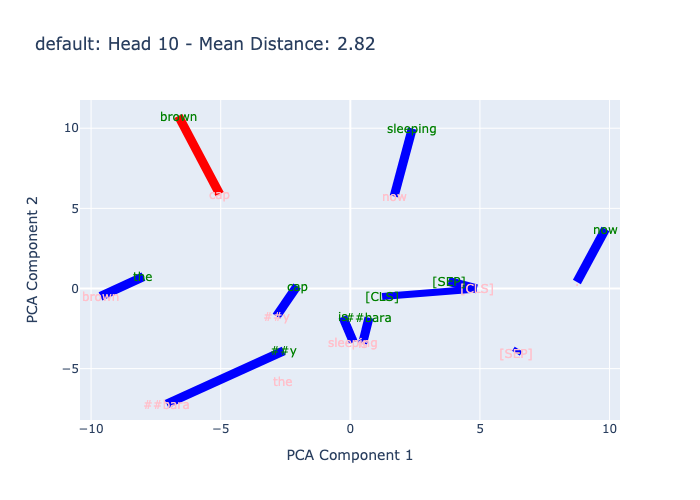 default: Head 10 - Mean Distance: 2.82
PCA Component 2
10
5
0
−5
brown
sleeping
cap
now
now
the
brown
[SEP]
cap
[CLS]
[CLS]
##y
is
##bara
sleeping
##y
[SEP]
the
##bara
−10
−5
0
5
10
PCA Component 1